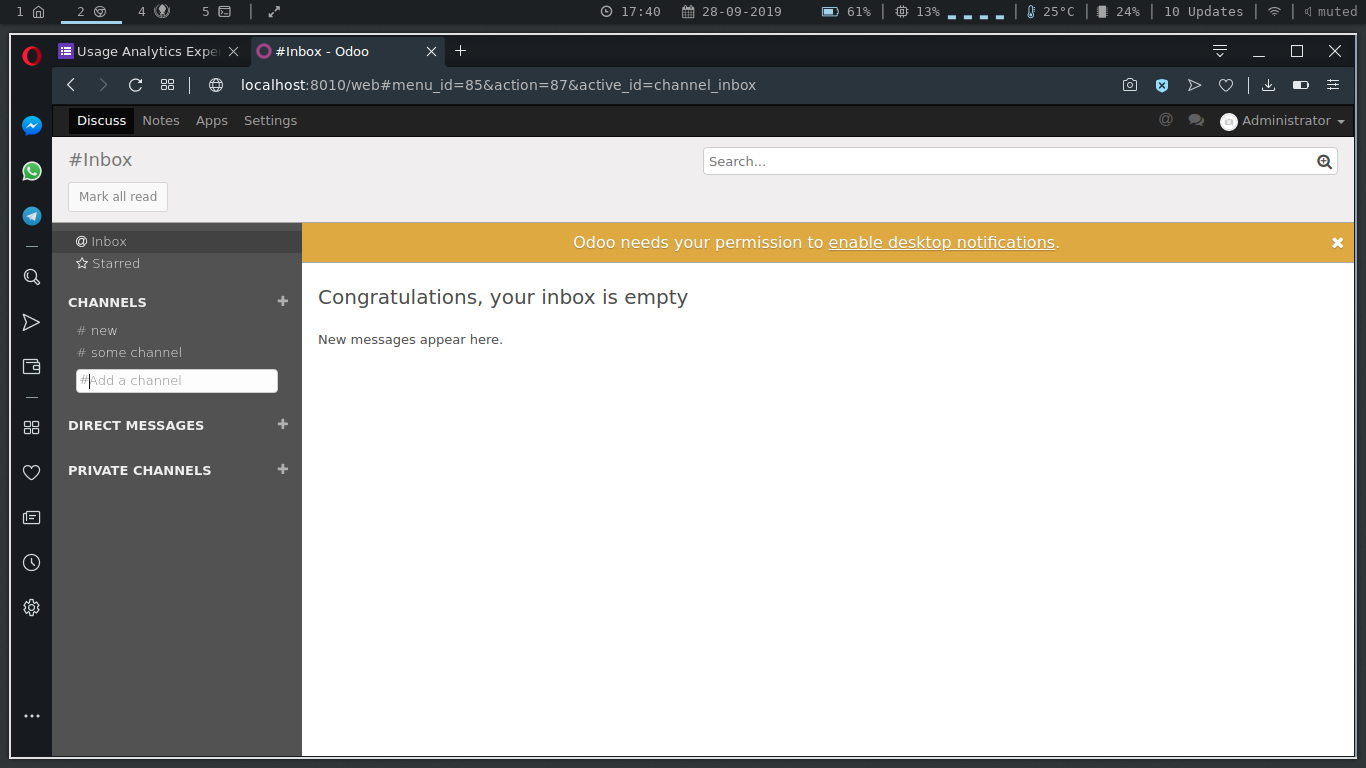 1 2 4 5 17:40 28-09-2019 61% 13% 25°C 24% 10 Updates muted
Usage Analytics Expe #Inbox - Odoo
localhost:8010/web#menu_id=85&action=87&active_id=channel_inbox
Discuss Notes Apps Settings @ Administrator
#Inbox
Search...
Mark all read
@ Inbox
Odoo needs your permission to enable desktop notifications.
Starred
CHANNELS
Congratulations, your inbox is empty
# new
New messages appear here.
# some channel
#Add a channel
DIRECT MESSAGES
PRIVATE CHANNELS